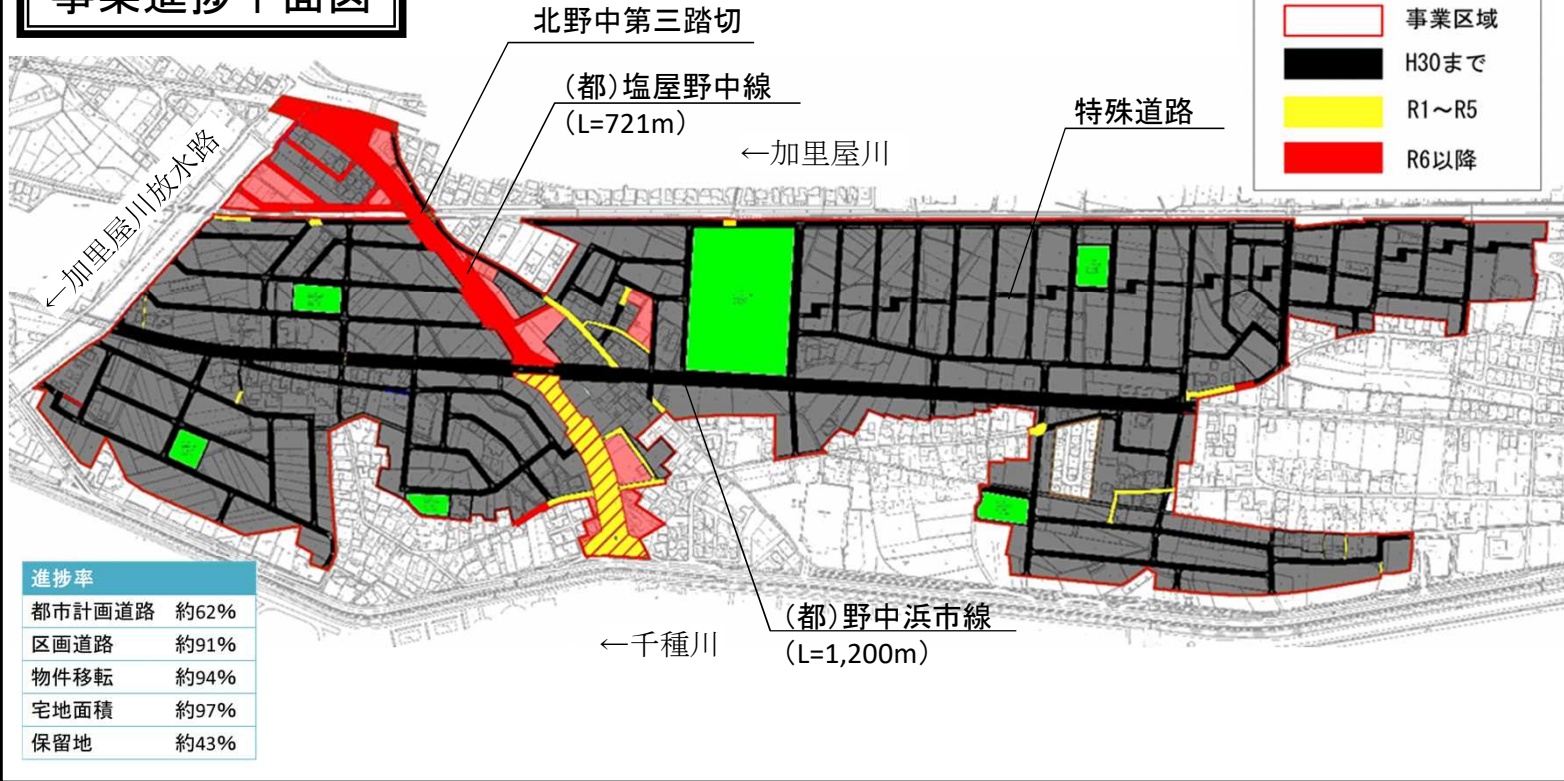 事業進捗平面図
北野中第三踏切
(都)塩屋野中線
(L=721m)
←加里屋川
特殊道路
事業区域
H30まで
R1～R5
R6以降
←加里屋川放水路
進捗率
都市計画道路 約62%
区画道路 約91%
物件移転 約94%
宅地面積 約97%
保留地 約43%
←千種川
(都)野中浜市線
(L=1,200m)